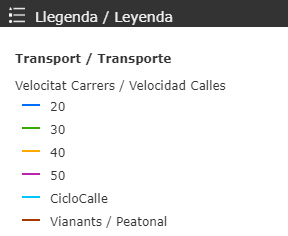 Llegenda / Leyenda
Transport / Transporte
Velocitat Carrers / Velocidad Calles
20
30
40
50
CicloCalle
Vianants / Peatonal